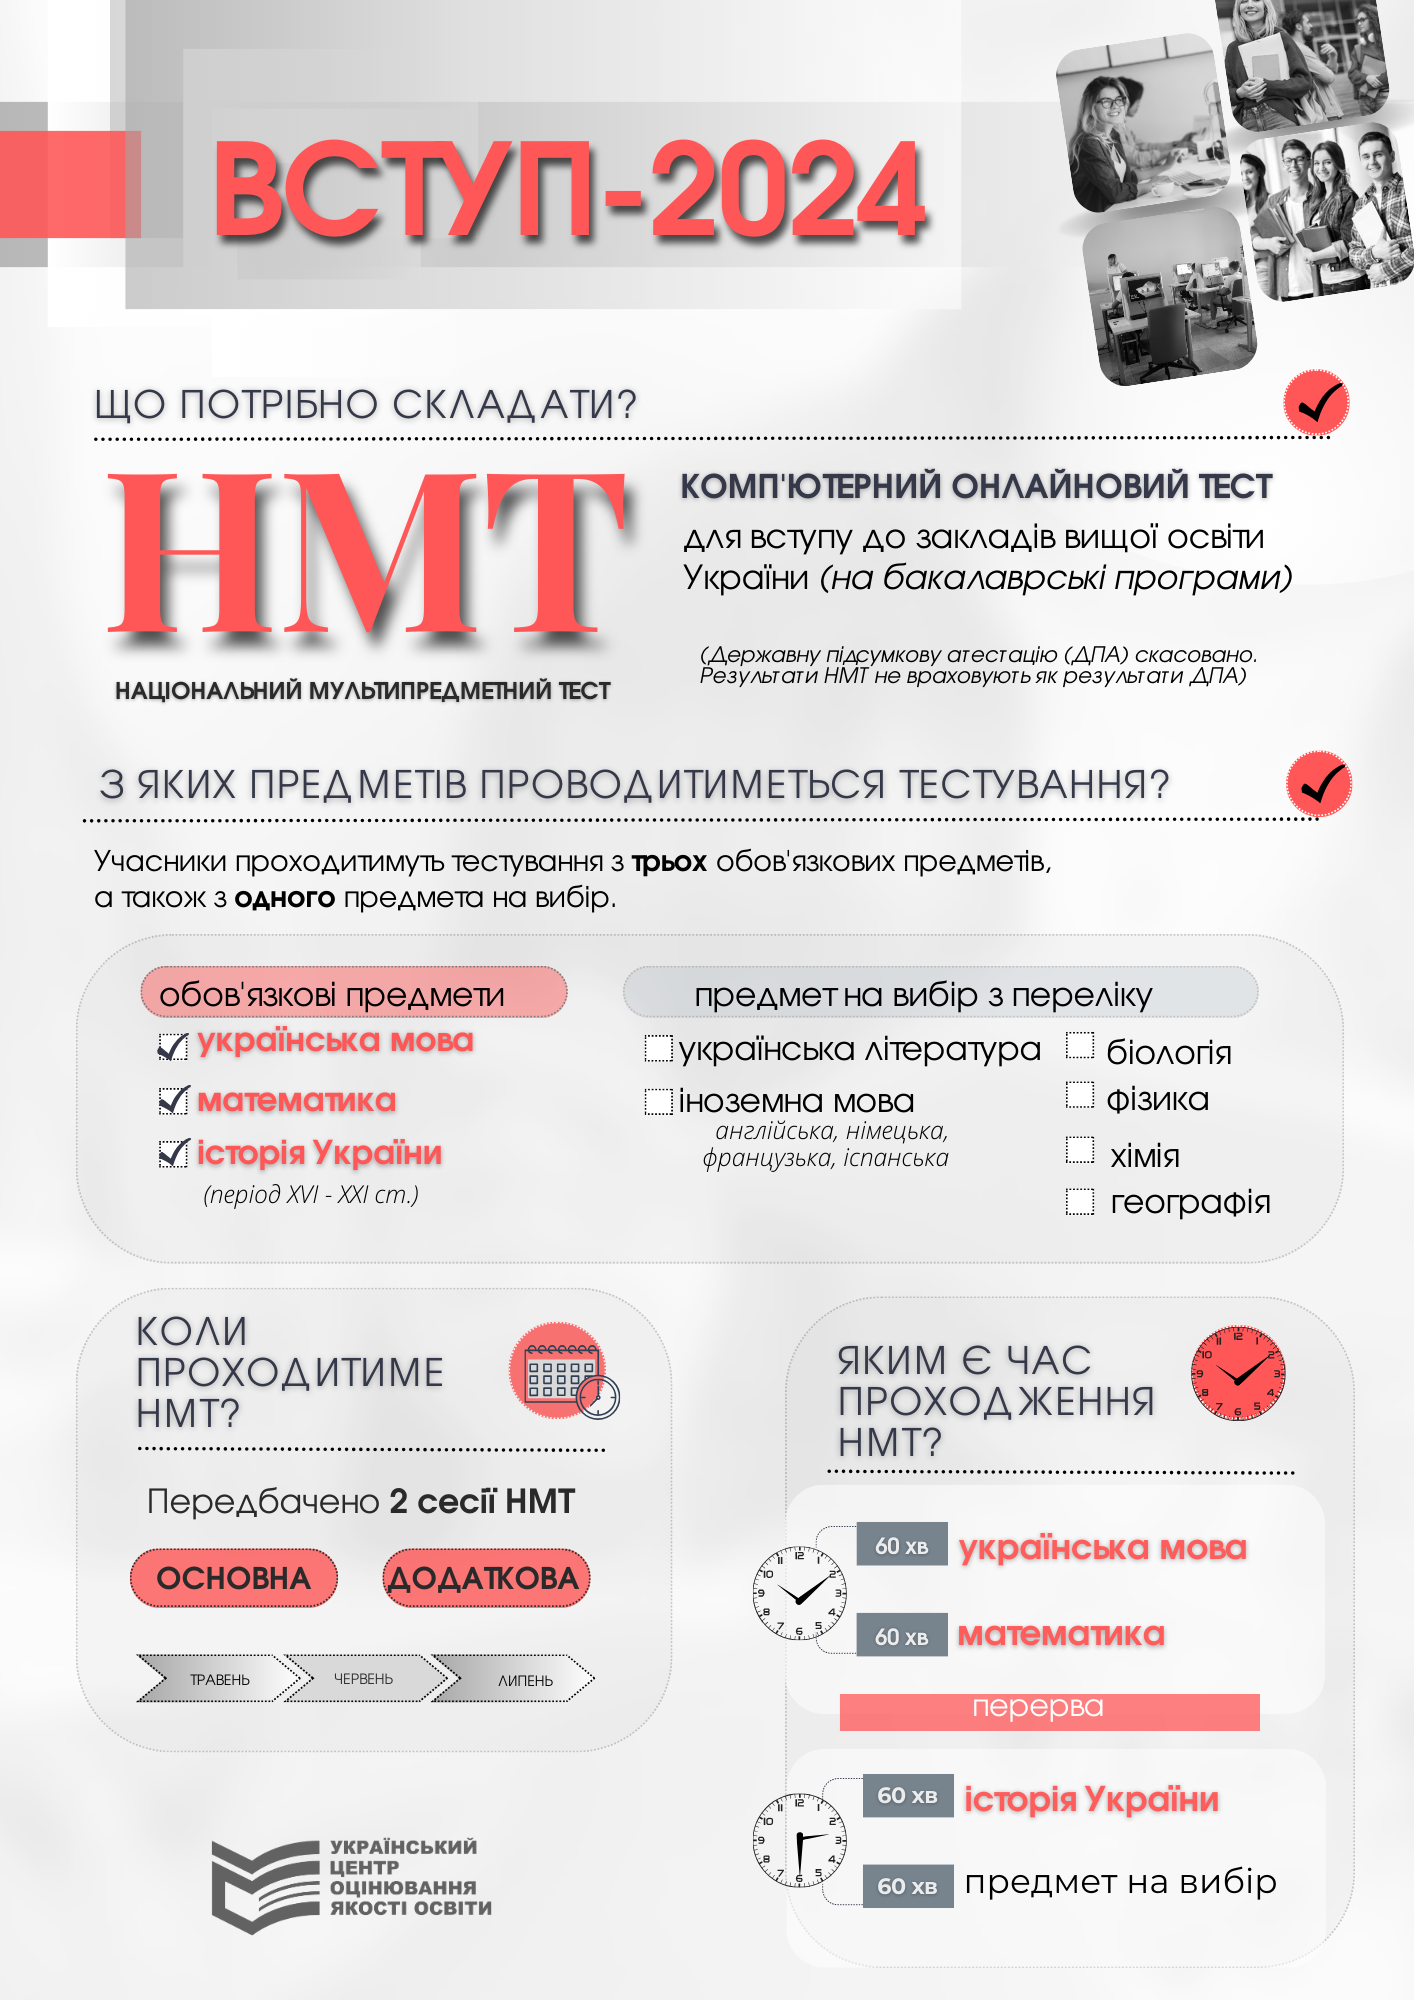 ВСТУП-2024
ЩО ПОТРІБНО СКЛАДАТИ?
НМТ
НАЦІОНАЛЬНИЙ МУЛЬТИПРЕДМЕТНИЙ ТЕСТ
КОМП'ЮТЕРНИЙ ОНЛАЙНОВИЙ ТЕСТ
для вступу до закладів вищої освіти
України (на бакалаврські програми)
(Державну підсумкову атестацію (ДПА) скасовано.
Результати НМТ не враховують як результати ДПА)
З ЯКИХ ПРЕДМЕТІВ ПРОВОДИТИМЕТЬСЯ ТЕСТУВАННЯ?
Учасники проходитимуть тестування з трьох обов'язкових предметів,
а також з одного предмета на вибір.
обов'язкові предмети
українська мова
математика
історія України
(період XVI - XXI ст.)
предмет на вибір з переліку
українська література
іноземна мова
англійська, німецька,
французька, іспанська
біологія
фізика
хімія
географія
КОЛИ
ПРОХОДИТИМЕ
НМТ?
Передбачено 2 сесії НМТ
ОСНОВНА
ДОДАТКОВА
ТРАВЕНЬ
ЧЕРВЕНЬ
ЛИПЕНЬ
ЯКИМ Є ЧАС
ПРОХОДЖЕННЯ
НМТ?
60 хв українська мова
60 хв математика
перерва
60 хв історія України
60 хв предмет на вибір
УКРАЇНСЬКИЙ
ЦЕНТР
ОЦІНЮВАННЯ
ЯКОСТІ ОСВІТИ